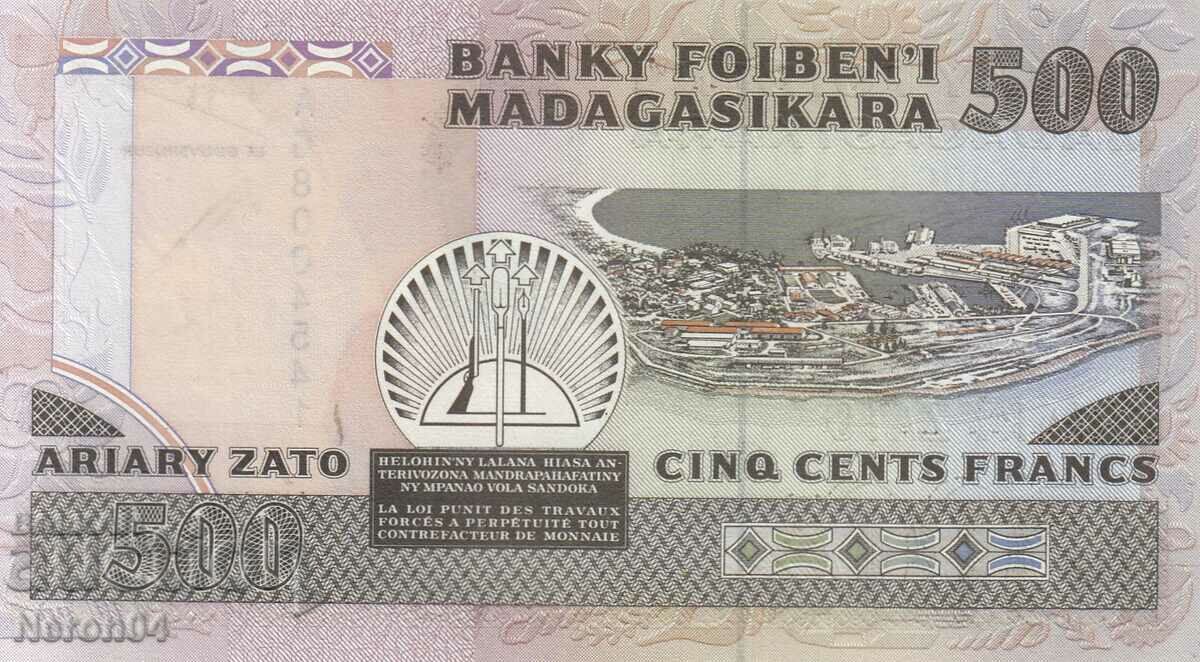 BANKY FOIBEN'I
MADAGASIKARA
500
ARIARY ZATO
CINQ CENTS FRANCS
HELOHIN'NY LALANA HIASA AN-
TERIVOZONA MANDRAPAHAFATINY
NY MPANAO VOLA SANDOKA
LA LOI PUNIT DES TRAVAUX
FORCÉS A PERPÉTUITÉ TOUT
CONTREFACTEUR DE MONNAIE
500
Neron04